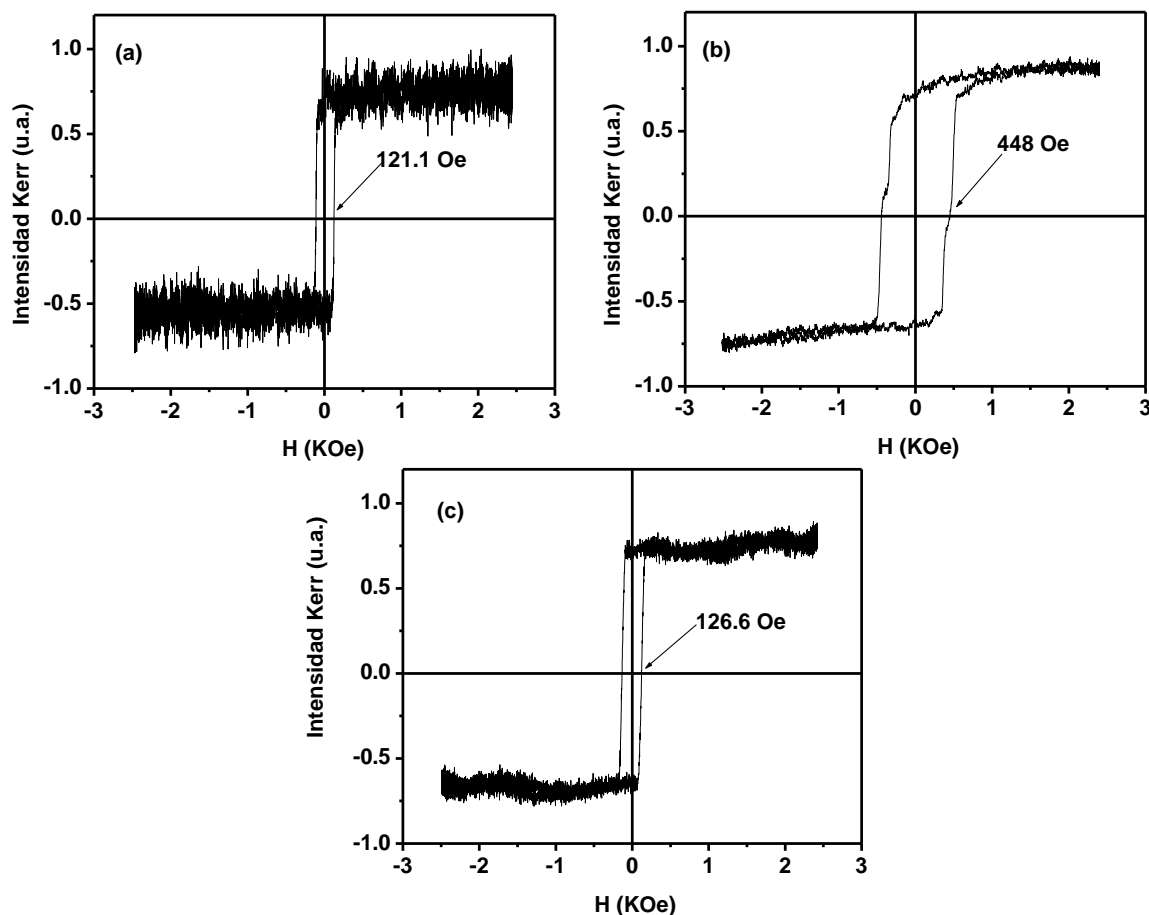 (a)
1.0
0.5
0.0
-0.5
-1.0
-3 -2 -1 0 1 2 3
Intensidad Kerr (u.a.)
H (KOe)
121.1 Oe
(b)
1.0
0.5
0.0
-0.5
-1.0
-3 -2 -1 0 1 2 3
Intensidad Kerr (u.a.)
H (KOe)
448 Oe
(c)
1.0
0.5
0.0
-0.5
-1.0
-3 -2 -1 0 1 2 3
Intensidad Kerr (u.a.)
H (KOe)
126.6 Oe